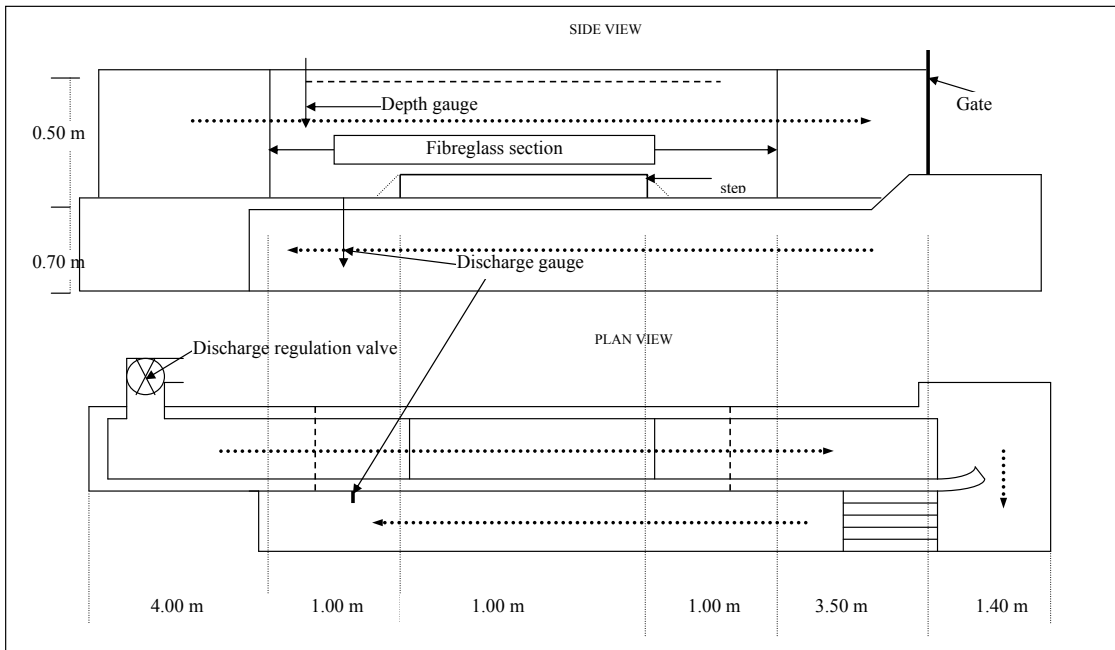 SIDE VIEW
Depth gauge
Gate
0.50 m
Fibreglass section
step
0.70 m
Discharge gauge
PLAN VIEW
Discharge regulation valve
4.00 m
1.00 m
1.00 m
1.00 m
3.50 m
1.40 m